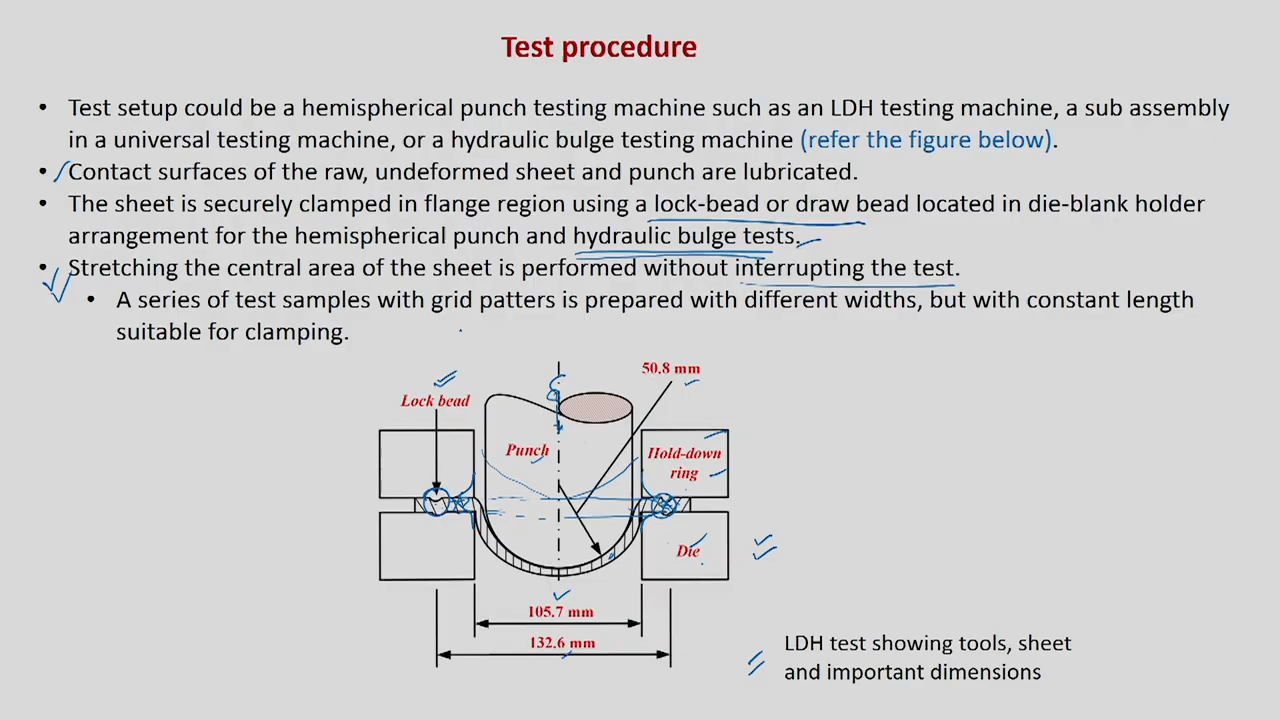 Test procedure
• Test setup could be a hemispherical punch testing machine such as an LDH testing machine, a sub assembly
in a universal testing machine, or a hydraulic bulge testing machine (refer the figure below).
• Contact surfaces of the raw, undeformed sheet and punch are lubricated.
• The sheet is securely clamped in flange region using a lock-bead or draw bead located in die-blank holder
arrangement for the hemispherical punch and hydraulic bulge tests.
• Stretching the central area of the sheet is performed without interrupting the test.
• A series of test samples with grid patters is prepared with different widths, but with constant length
suitable for clamping.
50.8 mm
Lock bead
Punch
Hold-down
ring
Die
105.7 mm
132.6 mm
LDH test showing tools, sheet
and important dimensions